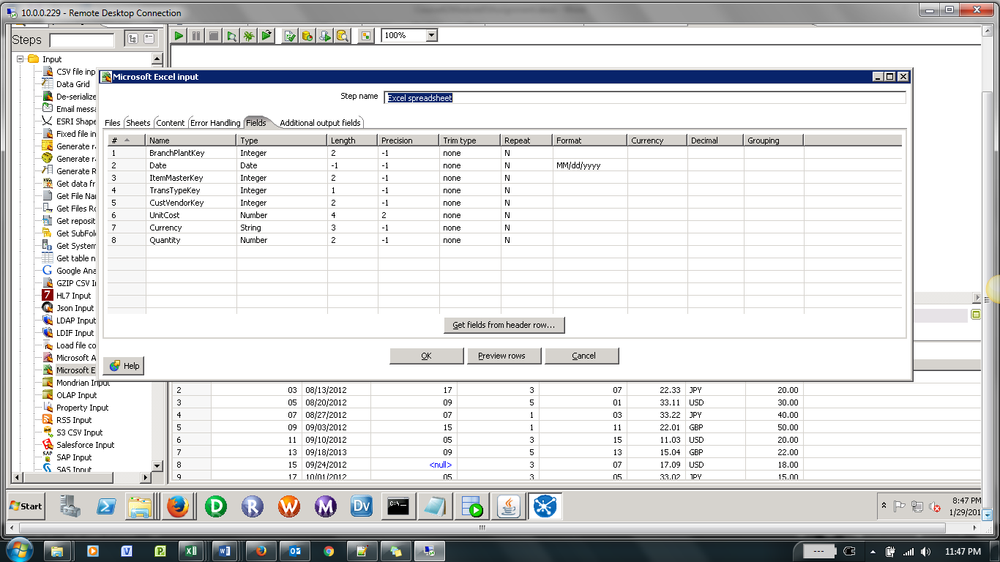 10.0.0.229 - Remote Desktop Connection
Steps
100%
Input
CSV file inp
Data Grid
De-serialize
Email messa
ESRI Shape
Fixed file in
Generate ra
Generate ra
Generate R
Get data fr
Get File Nam
Get Files Ro
Get reposit
Get SubFold
Get System
Get table n
Google Ana
GZIP CSV I
HL7 Input
Json Input
LDAP Input
LDIF Input
Load file co
Microsoft A
Microsoft E
Mondrian Input
OLAP Input
Property Input
RSS Input
S3 CSV Input
Salesforce Input
SAP Input
SAS Input
Microsoft Excel input
Step name Excel spreadsheet
Files Sheets Content Error Handling Fields Additional output fields
# Name Type Length Precision Trim type Repeat Format Currency Decimal Grouping
1 BranchPlantKey Integer 2 -1 none N
2 Date Date -1 -1 none N MM/dd/yyyy
3 ItemMasterKey Integer 2 -1 none N
4 TransTypeKey Integer 1 -1 none N
5 CustVendorKey Integer 2 -1 none N
6 UnitCost Number 4 2 none N
7 Currency String 3 -1 none N
8 Quantity Number 2 -1 none N
Get fields from header row...
OK Preview rows Cancel
Help
2 03 08/13/2012 17 3 07 22.33 JPY 20.00
3 05 08/20/2012 09 5 01 33.11 USD 30.00
4 07 08/27/2012 07 1 03 33.22 JPY 40.00
5 09 09/03/2012 15 1 11 22.01 GBP 50.00
6 11 09/10/2012 05 3 15 11.03 USD 20.00
7 13 09/18/2013 09 5 13 15.04 GBP 22.00
8 15 09/24/2012 <null> 3 07 17.09 USD 18.00
9 17 10/01/2012 05 3 05 33.02 JPY 15.00
Start
8:47 PM
1/29/201
11:47 PM